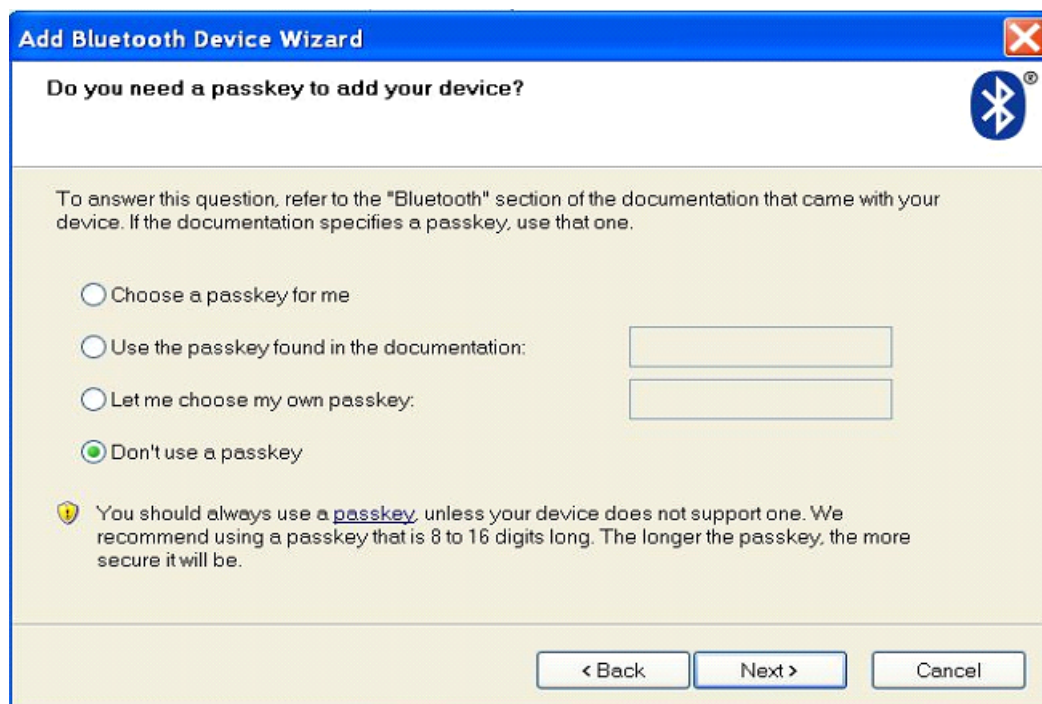 Add Bluetooth Device Wizard
Do you need a passkey to add your device?
®
To answer this question, refer to the "Bluetooth" section of the documentation that came with your
device. If the documentation specifies a passkey, use that one.
Choose a passkey for me
Use the passkey found in the documentation:
Let me choose my own passkey:
Don't use a passkey
You should always use a passkey, unless your device does not support one. We
recommend using a passkey that is 8 to 16 digits long. The longer the passkey, the more
secure it will be.
< Back Next > Cancel